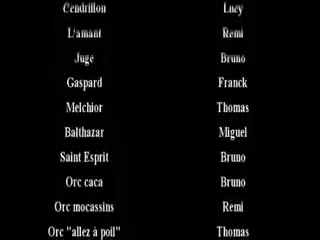 Cendrillon Lucy
L'amant Remi
Juge Bruno
Gaspard Franck
Melchior Thomas
Balthazar Miguel
Saint Esprit Bruno
Orc caca Bruno
Orc mocassins Remi
Orc "allez à poil" Thomas